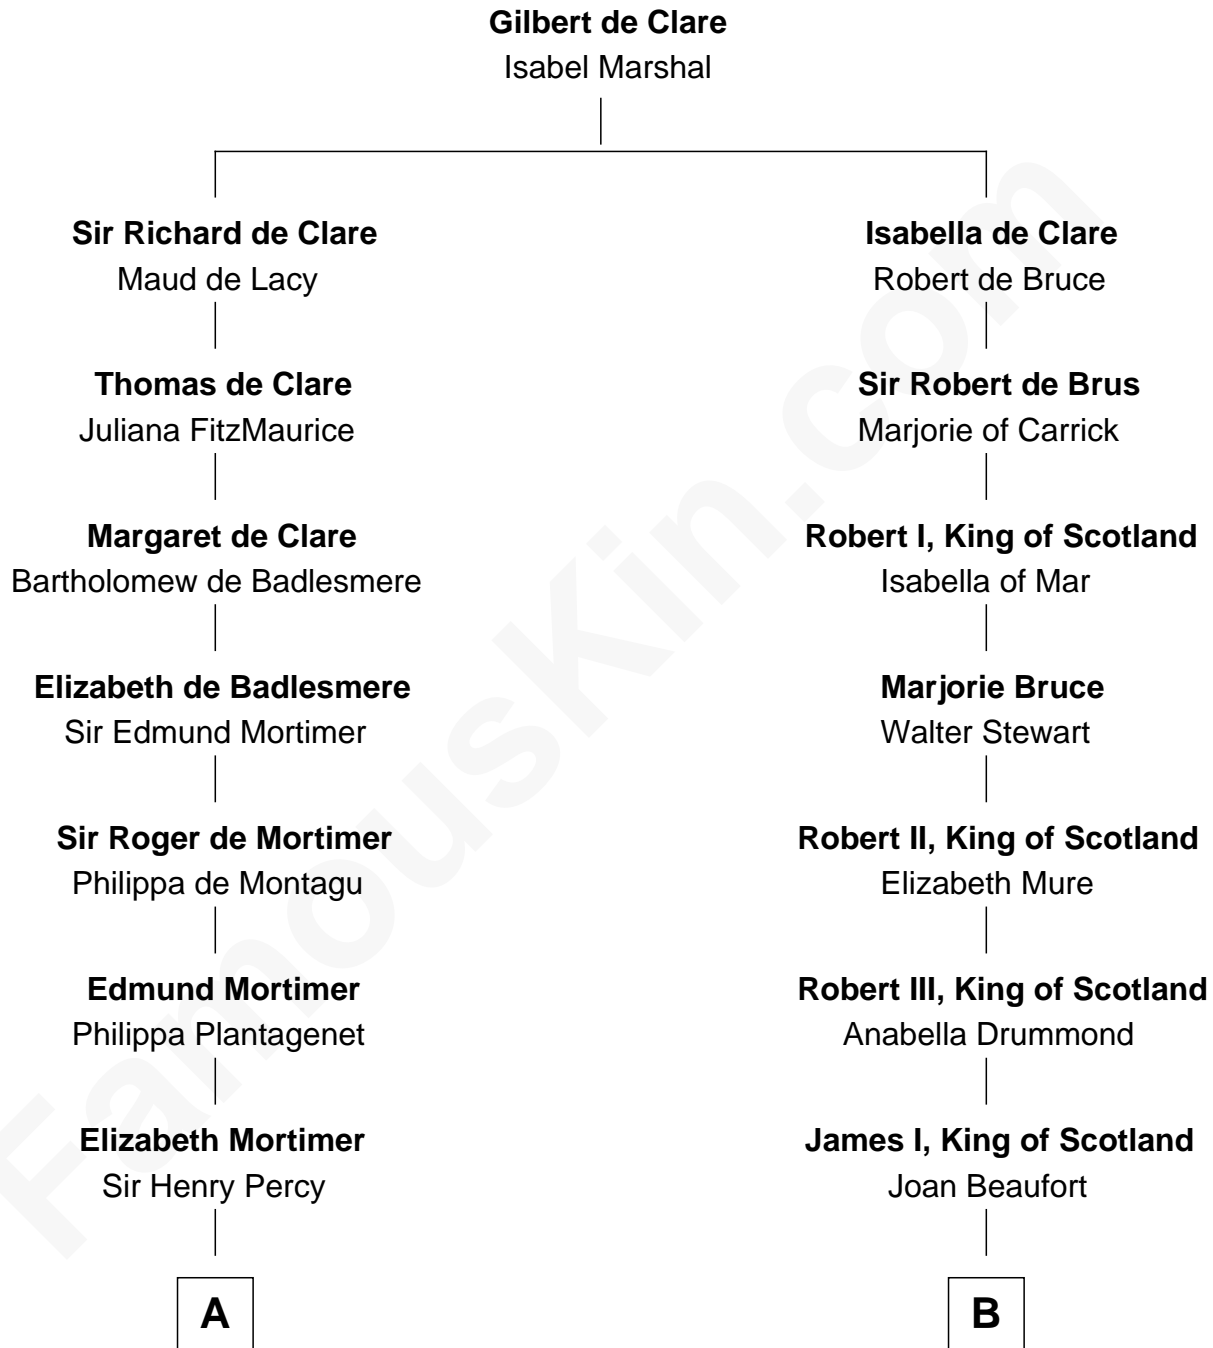 Gilbert de Clare
Isabel Marshal
Sir Richard de Clare
Maud de Lacy
Thomas de Clare
Juliana FitzMaurice
Margaret de Clare
Bartholomew de Badlesmere
Elizabeth de Badlesmere
Sir Edmund Mortimer
Sir Roger de Mortimer
Philippa de Montagu
Edmund Mortimer
Philippa Plantagenet
Elizabeth Mortimer
Sir Henry Percy
A
Isabella de Clare
Robert de Bruce
Sir Robert de Brus
Marjorie of Carrick
Robert I, King of Scotland
Isabella of Mar
Marjorie Bruce
Walter Stewart
Robert II, King of Scotland
Elizabeth Mure
Robert III, King of Scotland
Anabella Drummond
James I, King of Scotland
Joan Beaufort
B
FamousKin.com